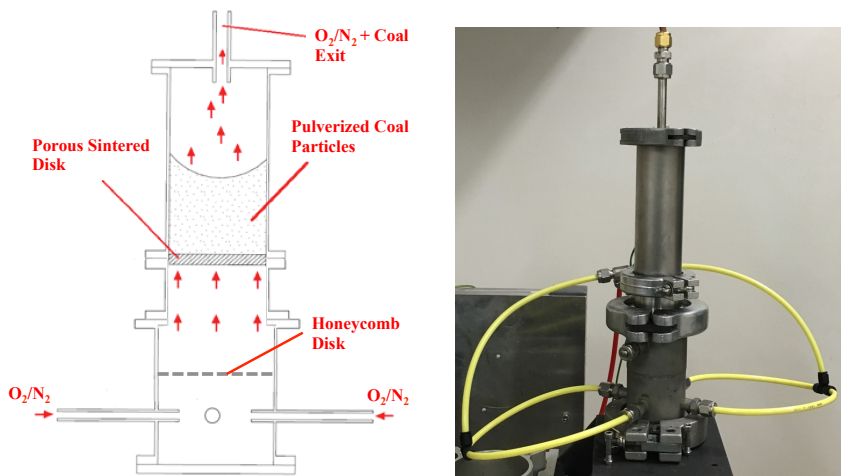 O₂/N₂ + Coal
Exit
Porous Sintered
Disk
Pulverized Coal
Particles
Honeycomb
Disk
O₂/N₂
O₂/N₂